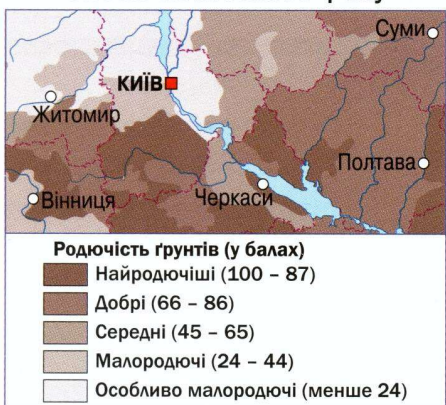 Суми
КИЇВ
Житомир
Полтава
Вінниця
Черкаси
Родючість ґрунтів (у балах)
Найродючіші (100 – 87)
Добрі (66 – 86)
Середні (45 – 65)
Малородючі (24 – 44)
Особливо малородючі (менше 24)